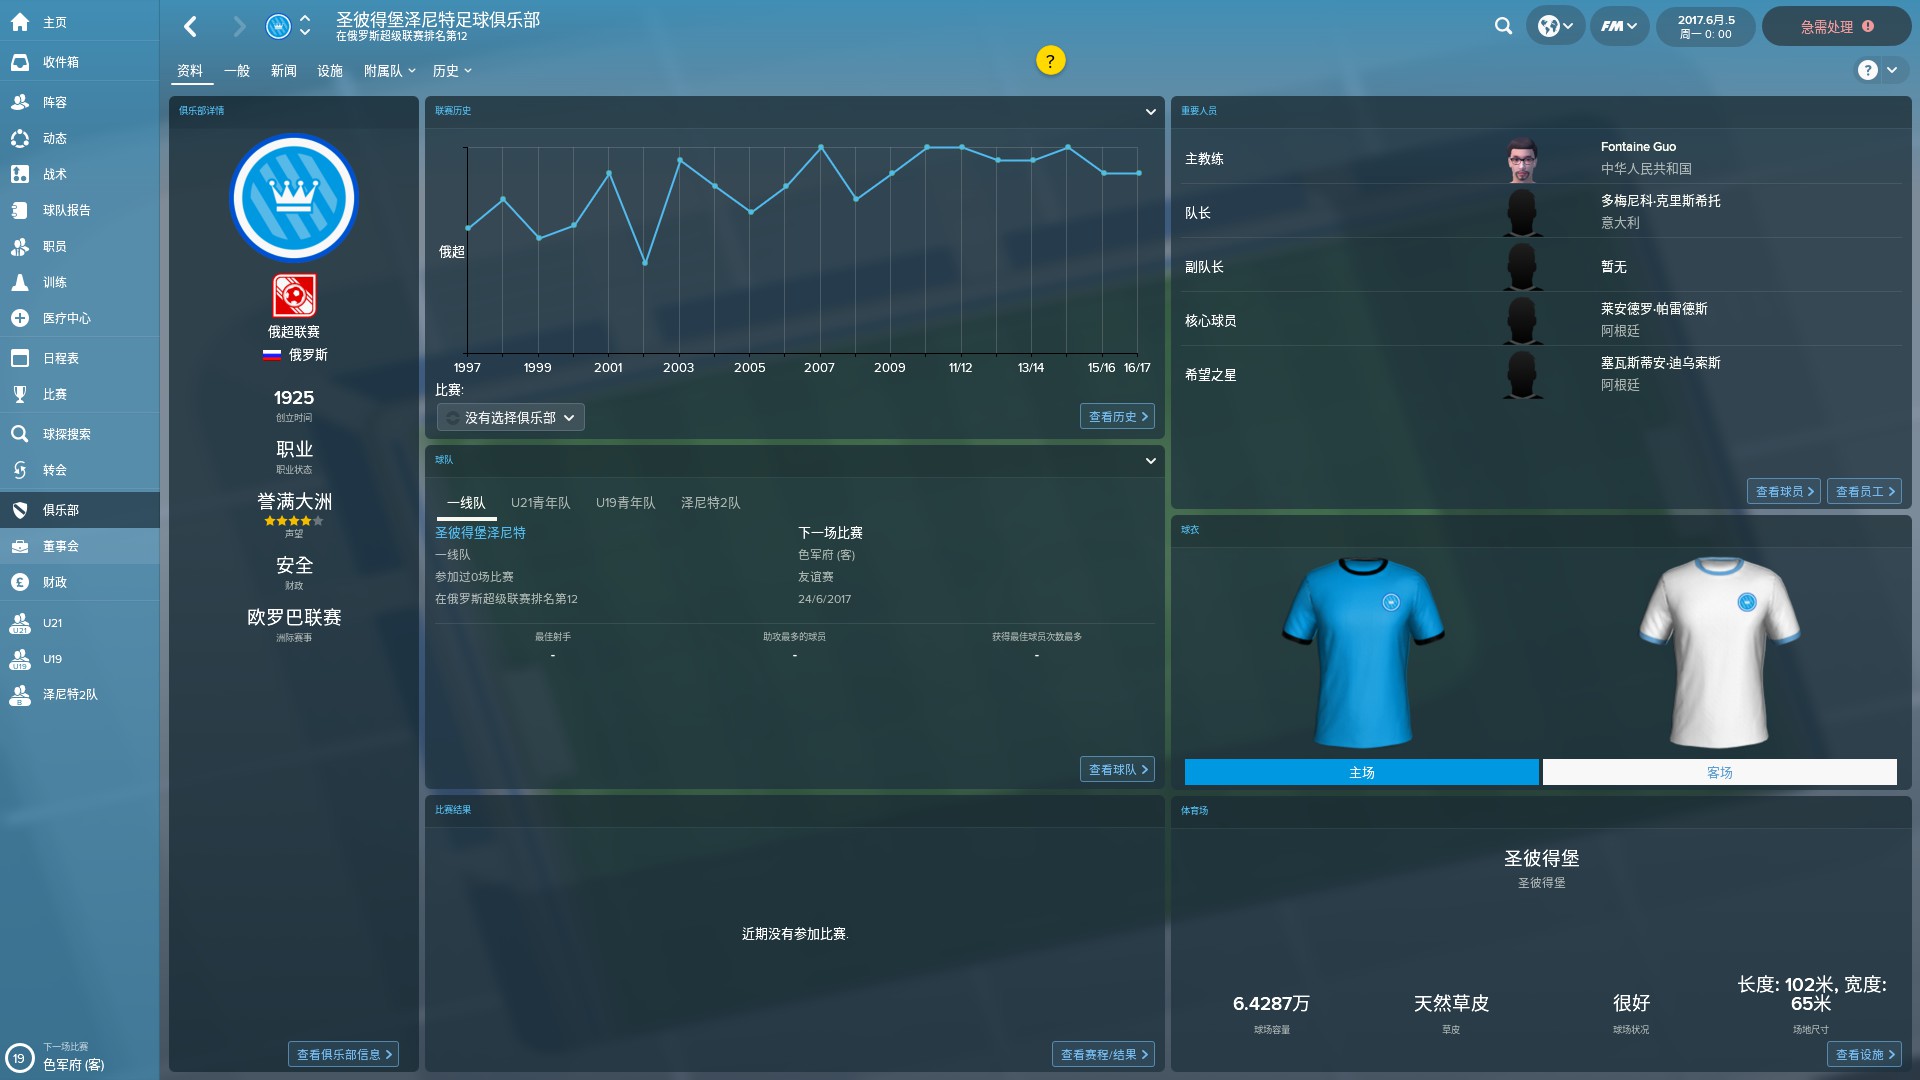 主页
收件箱
阵容
动态
战术
球队报告
职员
训练
医疗中心
日程表
比赛
球探搜索
转会
俱乐部
董事会
财政
U21
U21
U19
U19
B
泽尼特2队
19
下一场比赛
色军府 (客)
圣彼得堡泽尼特足球俱乐部
在俄罗斯超级联赛排名第12
资料
一般
新闻
设施
附属队
历史
?
FM
2017.6月.5
周一 0: 00
急需处理
?
俱乐部详情
俄超联赛
俄罗斯
1925
创立时间
职业
职业状态
誉满大洲
声望
安全
财政
欧罗巴联赛
洲际赛事
查看俱乐部信息
联赛历史
俄超
1997 1999 2001 2003 2005 2007 2009 11/12 13/14 15/16 16/17
比赛:
没有选择俱乐部
查看历史
球队
一线队 U21青年队 U19青年队 泽尼特2队
圣彼得堡泽尼特
一线队
参加过0场比赛
在俄罗斯超级联赛排名第12
下一场比赛
色军府 (客)
友谊赛
24/6/2017
最佳射手
-
助攻最多的球员
-
获得最佳球员次数最多
-
查看球队
比赛结果
近期没有参加比赛.
查看赛程/结果
重要人员
主教练
Fontaine Guo
中华人民共和国
队长
多梅尼科·克里斯希托
意大利
副队长
暂无
核心球员
莱安德罗·帕雷德斯
阿根廷
希望之星
塞瓦斯蒂安·迪乌索斯
阿根廷
查看球员
查看员工
球衣
主场
客场
体育场
圣彼得堡
圣彼得堡
6.4287万
球场容量
天然草皮
草皮
很好
球场状况
长度: 102米, 宽度:
65米
场地尺寸
查看设施